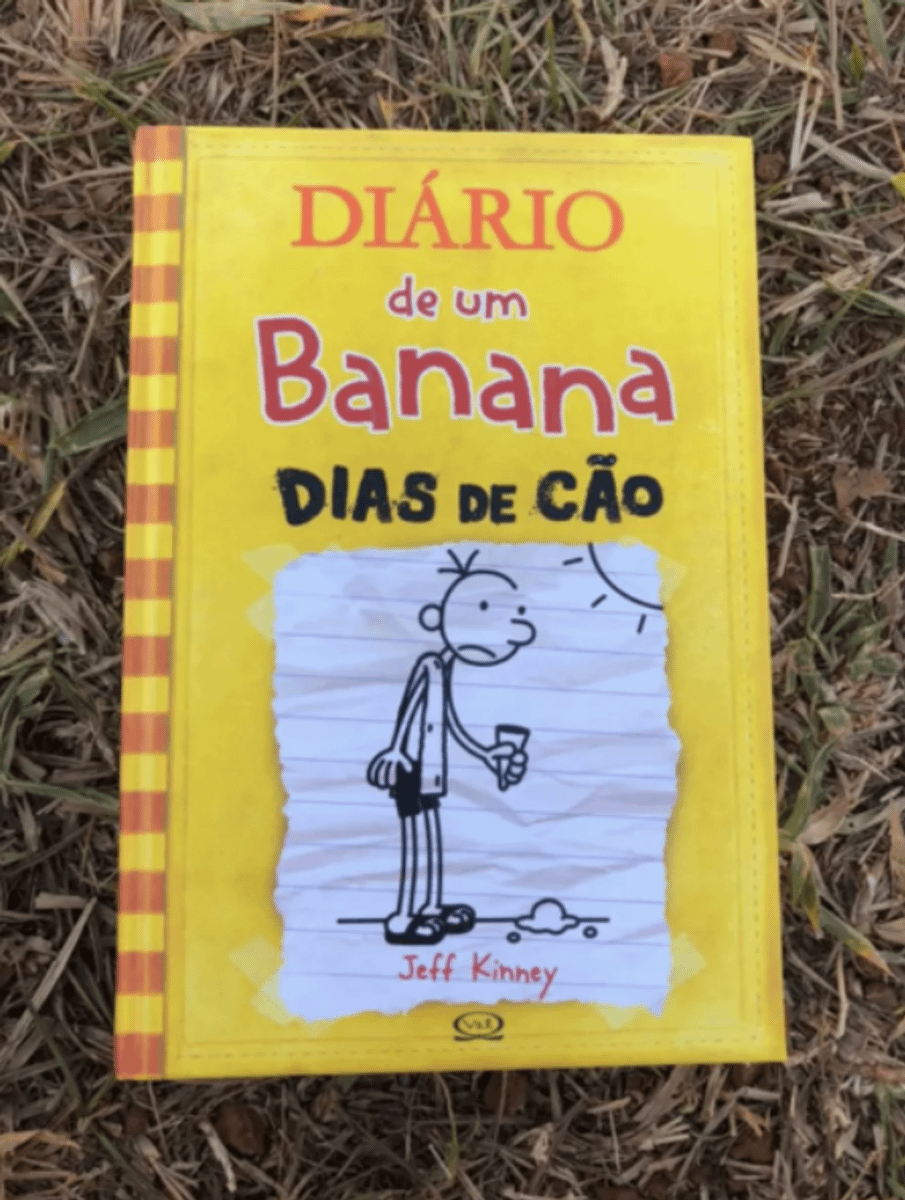 DIÁRIO
de um
Banana
DIAS DE CÃO
Jeff Kinney
V&R